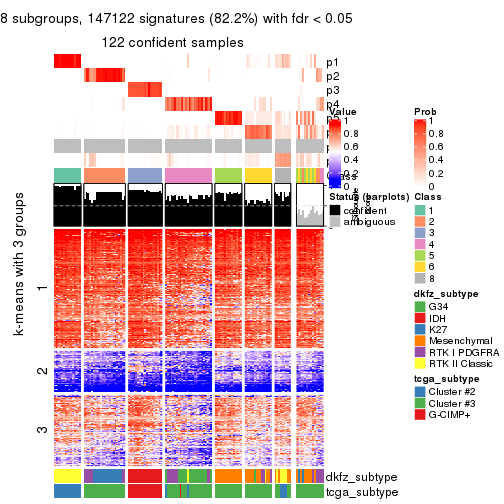 8 subgroups, 147122 signatures (82.2%) with fdr < 0.05
122 confident samples
p1
p2
p3
p4
Value
1
0.8
0.6
0.4
0.2
0
Prob
1
0.8
0.6
0.4
0.2
0
Status (barplots)
confident
ambiguous
Class
1
2
3
4
5
6
8
k-means with 3 groups
1
2
3
dkfz_subtype
G34
IDH
K27
Mesenchymal
RTK I PDGFRA
RTK II Classic
tcga_subtype
Cluster #2
Cluster #3
G-CIMP+
dkfz_subtype
tcga_subtype